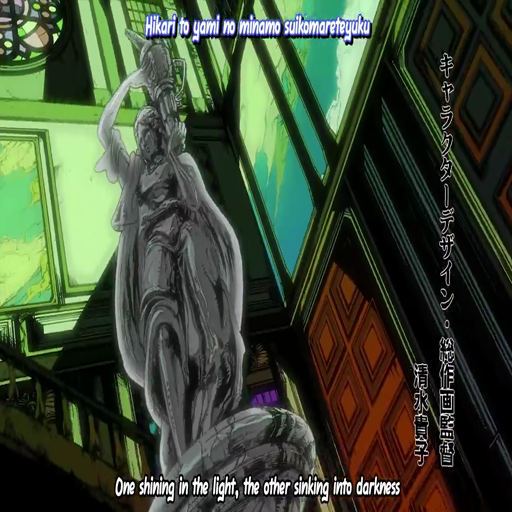 Hikari to yami no minamo suikomareteyuku
キャラクターデザイン・総作画監督
清水貴子
One shining in the light, the other sinking into darkness